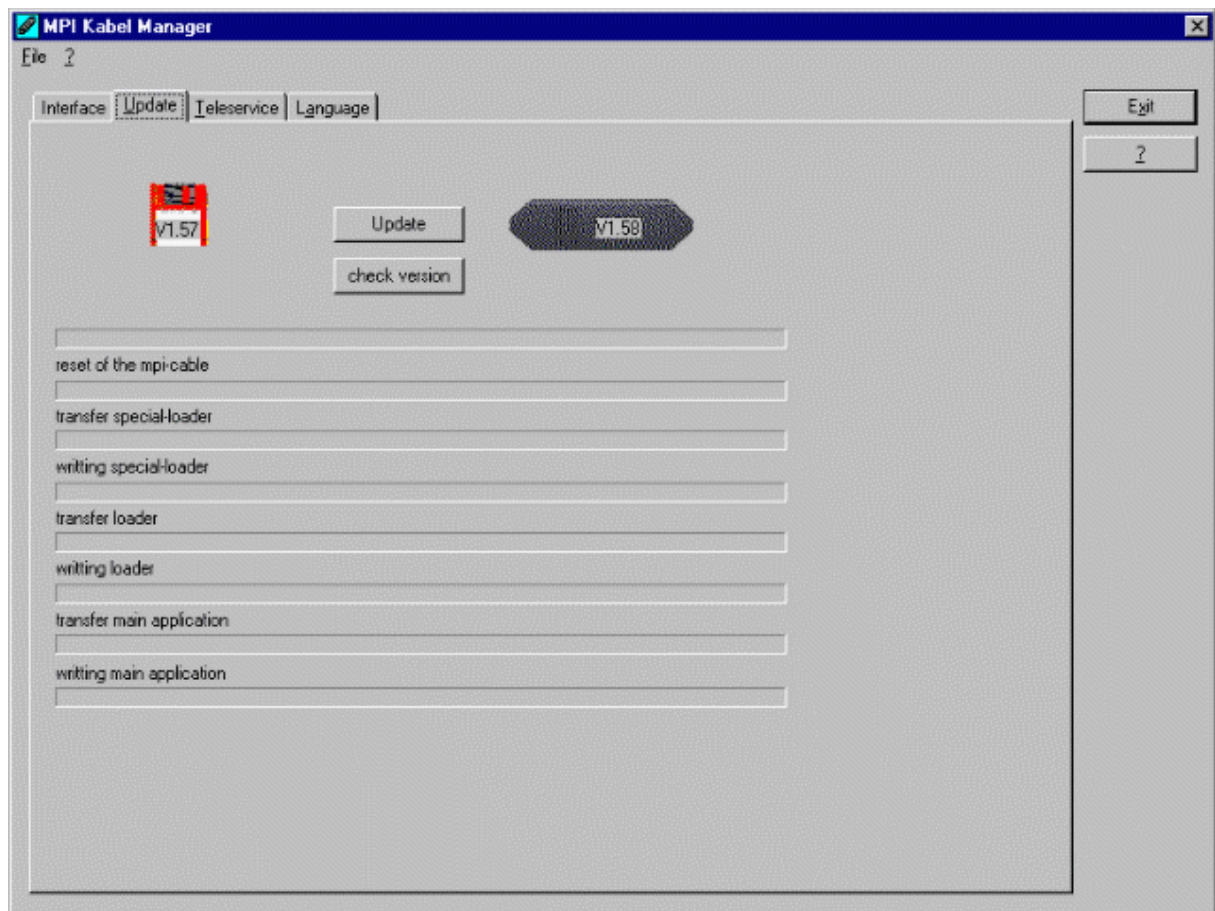 MPI Kabel Manager
File ?
Interface Update Teleservice Language
Exit
?
V1.57
Update
V1.58
check version
reset of the mpi-cable
transfer special-loader
writting special-loader
transfer loader
writting loader
transfer main application
writting main application